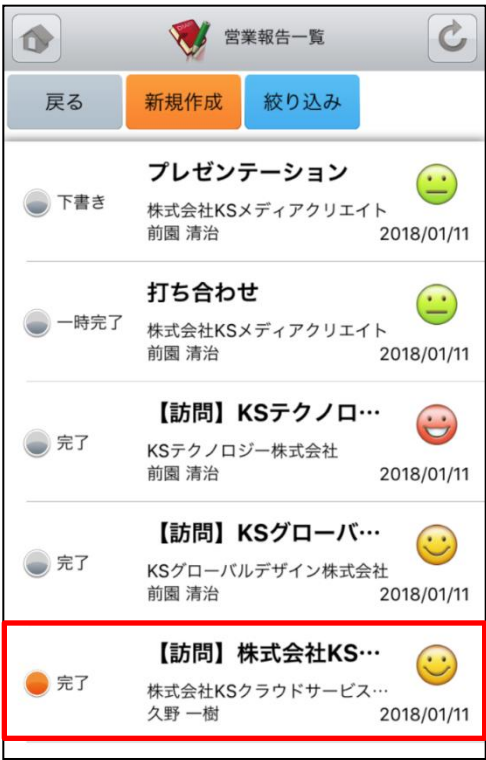 営業報告一覧
戻る
新規作成
絞り込み
プレゼンテーション
下書き
株式会社KSメディアクリエイト
前園 清治
2018/01/11
打ち合わせ
一時完了
株式会社KSメディアクリエイト
前園 清治
2018/01/11
【訪問】KSテクノロ…
完了
KSテクノロジー株式会社
前園 清治
2018/01/11
【訪問】KSグローバ…
完了
KSグローバルデザイン株式会社
前園 清治
2018/01/11
【訪問】株式会社KS…
完了
株式会社KSクラウドサービス…
久野 一樹
2018/01/11